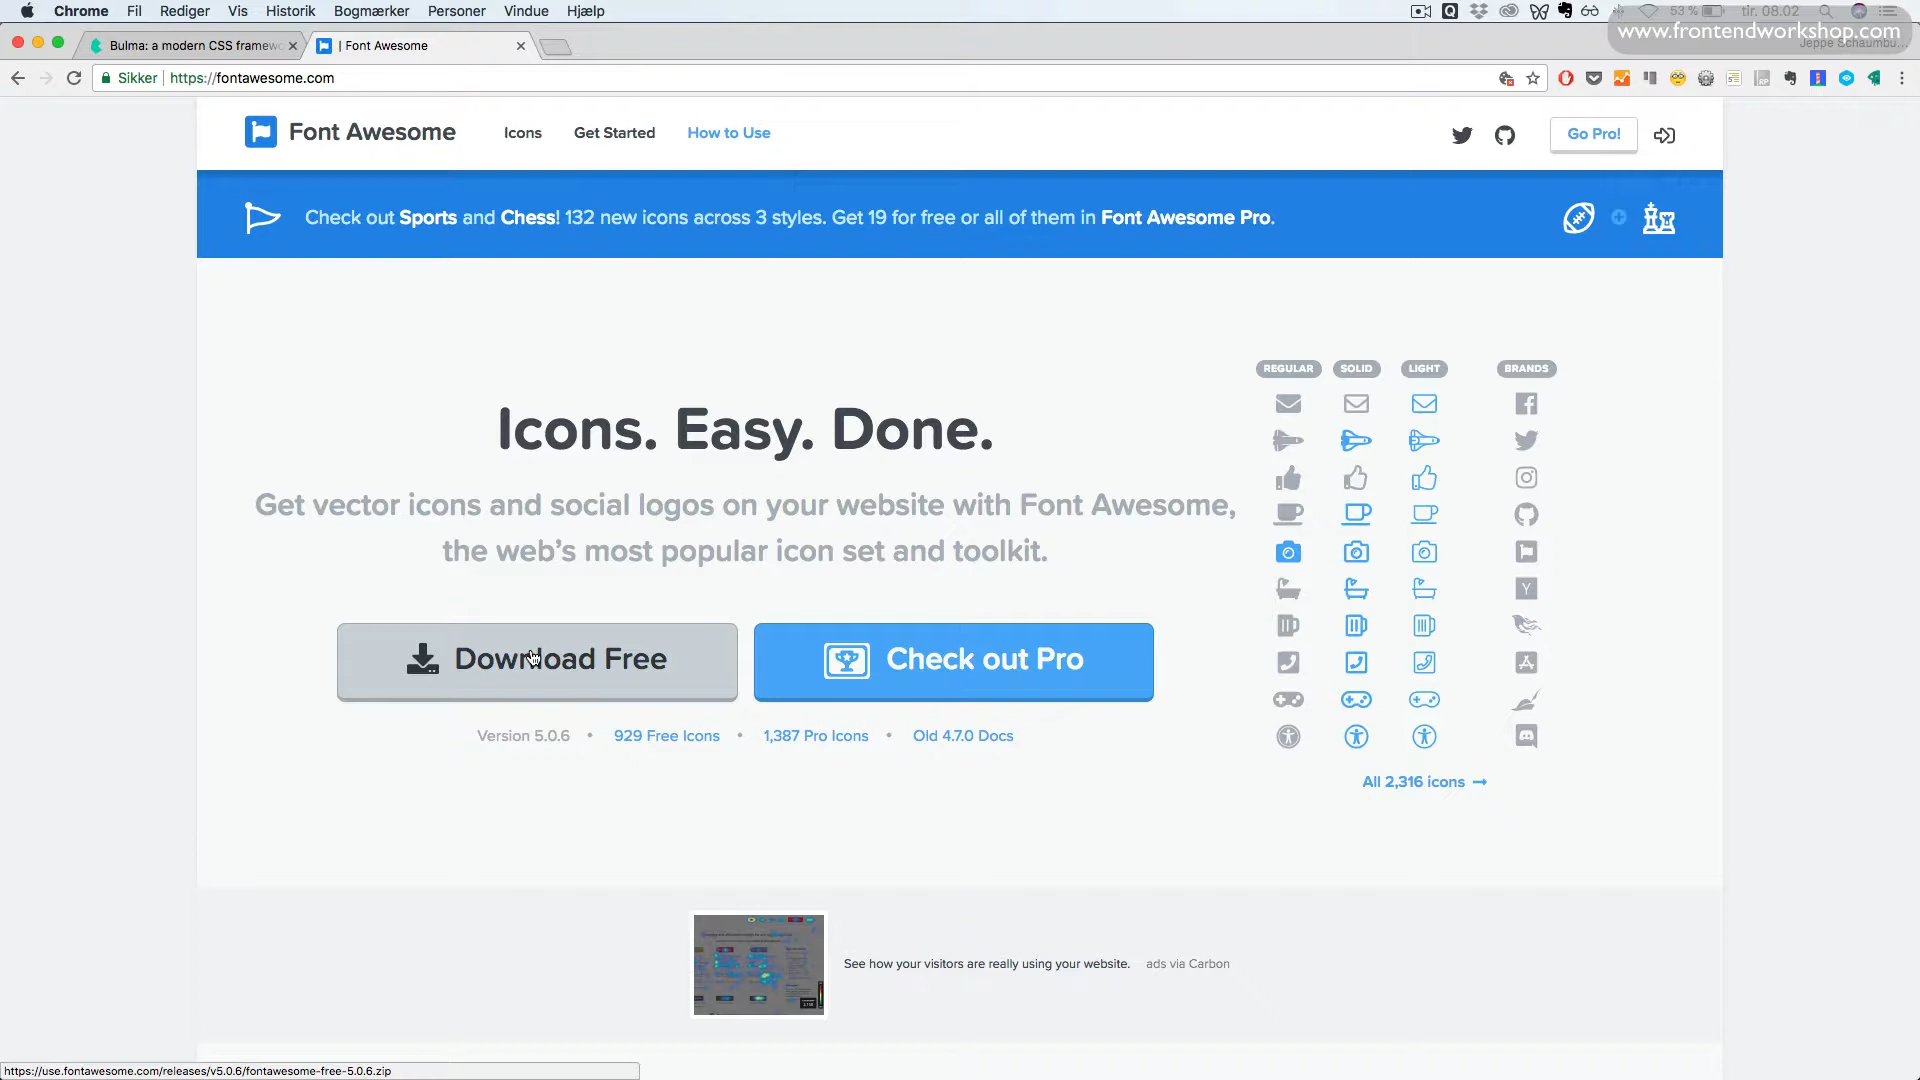 Chrome Fil Rediger Vis Historik Bogmærker Personer Vindue Hjælp 53 % tir. 08.02
www.frontendworkshop.com
Bulma: a modern CSS framew | Font Awesome Jeppe Schaumbu...
Sikker https://fontawesome.com
Font Awesome Icons Get Started How to Use Go Pro!
Check out Sports and Chess! 132 new icons across 3 styles. Get 19 for free or all of them in Font Awesome Pro.
REGULAR SOLID LIGHT BRANDS
Icons. Easy. Done.
Get vector icons and social logos on your website with Font Awesome,
the web's most popular icon set and toolkit.
Download Free Check out Pro
Version 5.0.6 • 929 Free Icons • 1,387 Pro Icons • Old 4.7.0 Docs
All 2,316 icons →
See how your visitors are really using your website. ads via Carbon
https://use.fontawesome.com/releases/v5.0.6/fontawesome-free-5.0.6.zip